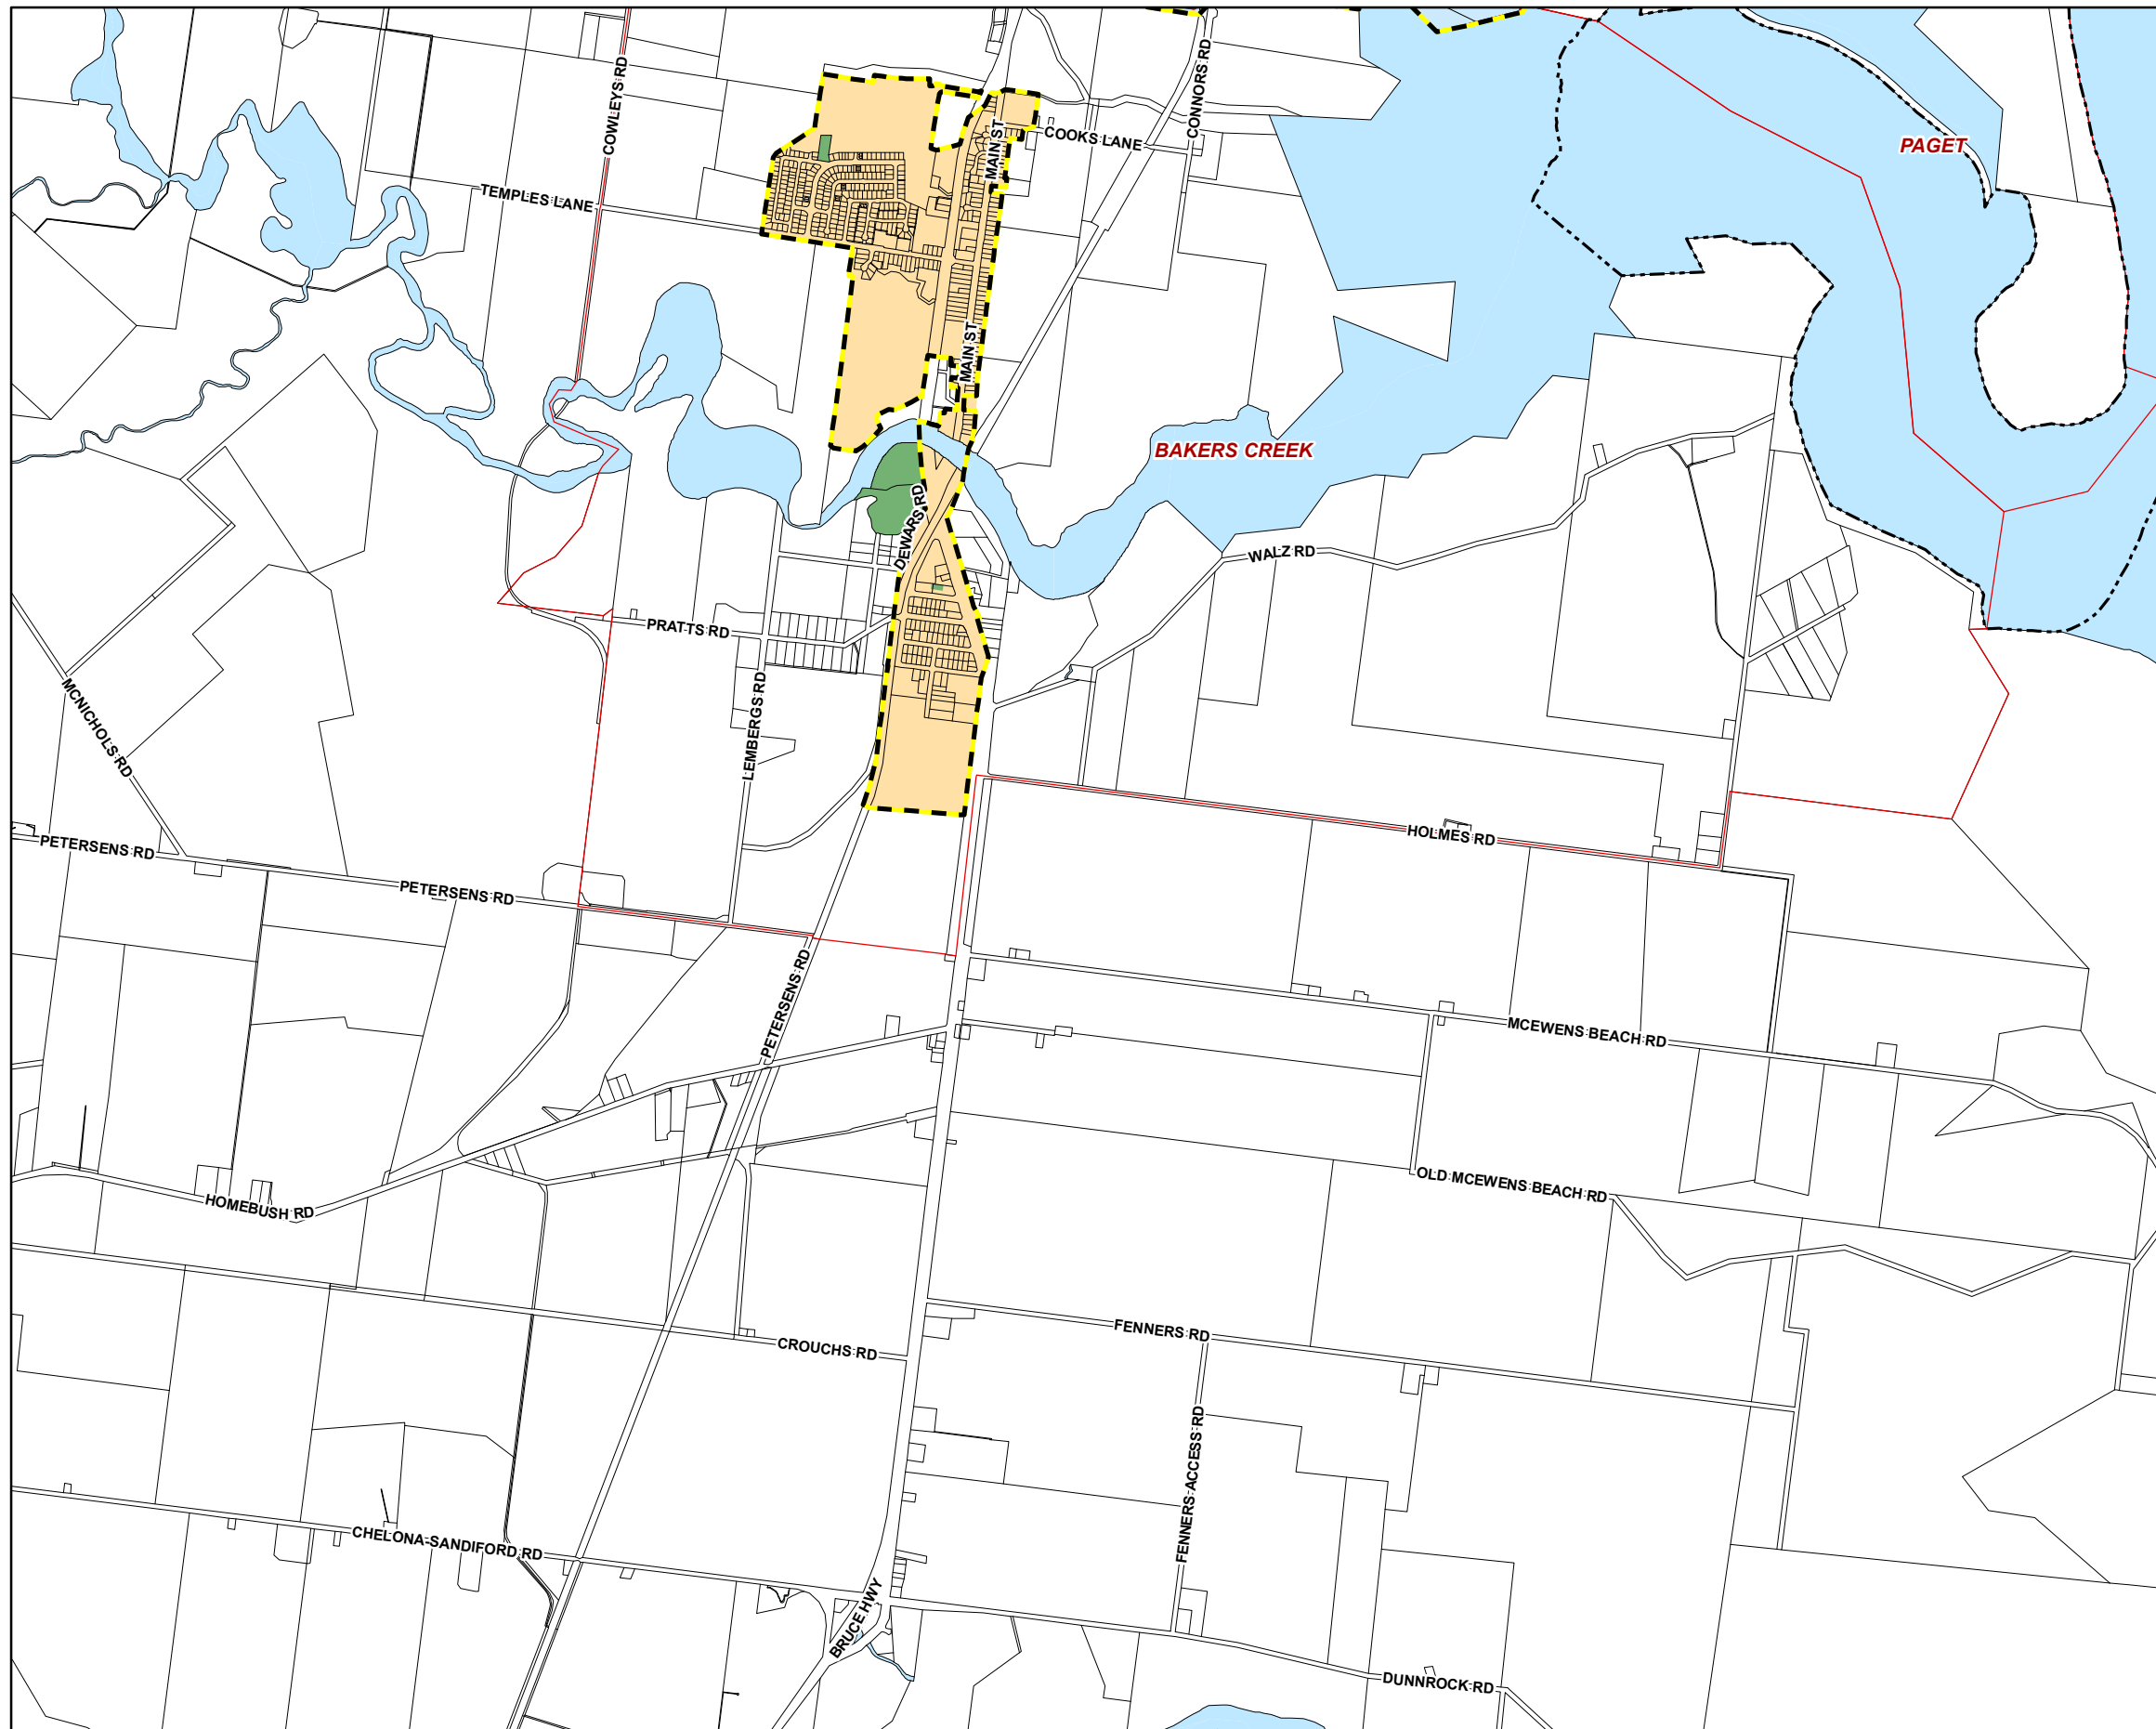 COWLEYS RD
CONNORS RD
MAIN ST
COOKS LANE
PAGET
TEMPLES LANE
MAIN ST
BAKERS CREEK
DEWARS RD
WALZ RD
PRATTS RD
LEMBERGS RD
MCNICHOLS RD
HOLMES RD
PETERSENS RD
PETERSENS RD
PETERSENS RD
MCEWENS BEACH RD
OLD MCEWENS BEACH RD
HOMEBUSH RD
FENNERS RD
CROUCHS RD
FENNERS ACCESS RD
CHELONA-SANDIFORD RD
BRUCE HWY
DUNNROCK RD